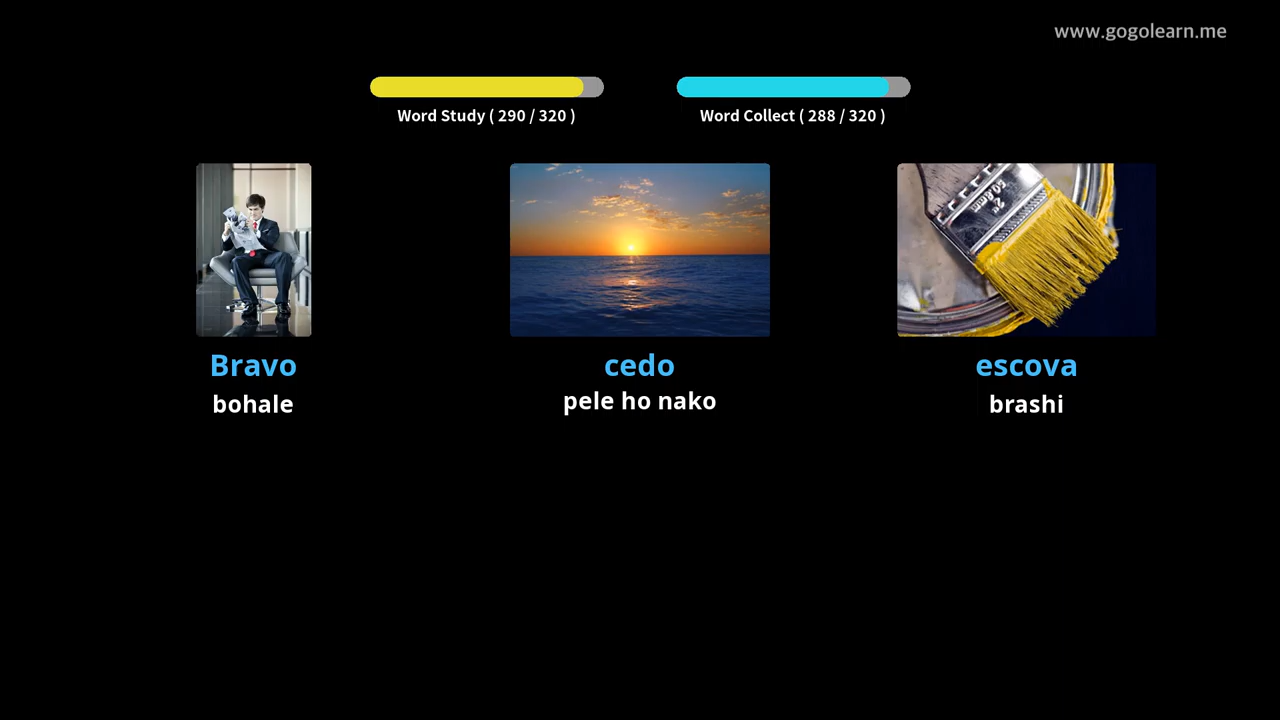 www.gogolearn.me
Word Study ( 290 / 320 )
Word Collect ( 288 / 320 )
Bravo
bohale
cedo
pele ho nako
escova
brashi